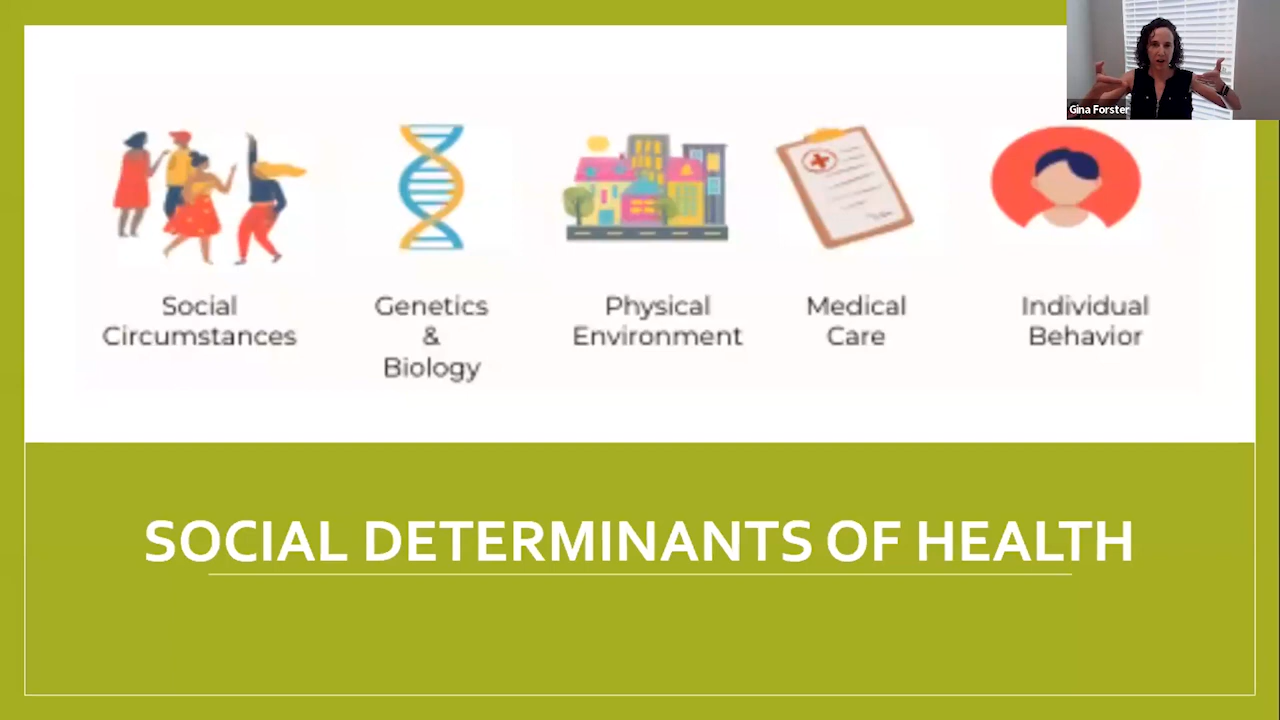 Gina Forster
Social
Circumstances
Genetics
&
Biology
Physical
Environment
Medical
Care
Individual
Behavior
SOCIAL DETERMINANTS OF HEALTH